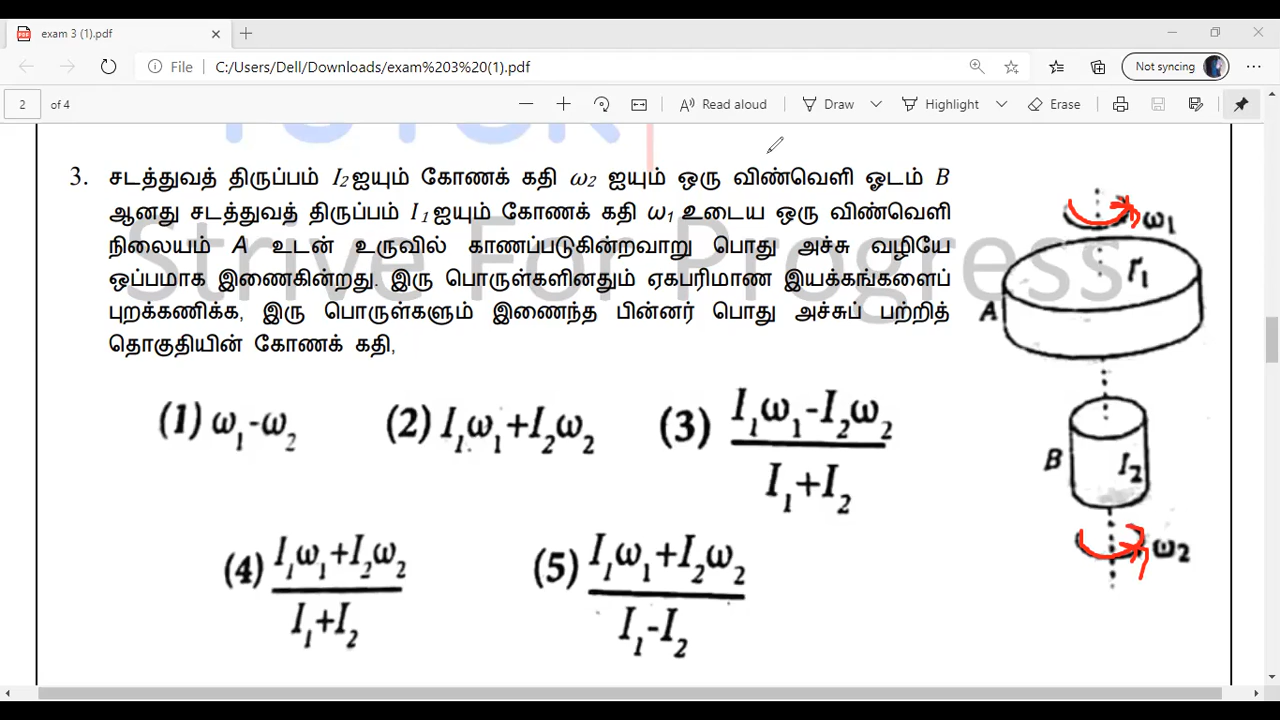 exam 3 (1).pdf
File C:/Users/Dell/Downloads/exam%203%20(1).pdf Not syncing
2 of 4 Read aloud Draw Highlight Erase
TUTOR
3. சடத்துவத் திருப்பம் I₂ஐயும் கோணக் கதி ω₂ ஐயும் ஒரு விண்வெளி ஓடம் B
ஆனது சடத்துவத் திருப்பம் I₁ஐயும் கோணக் கதி ω₁ உடைய ஒரு விண்வெளி
நிலையம் A உடன் உருவில் காணப்படுகின்றவாறு பொது அச்சு வழியே
ஒப்பமாக இணைகின்றது. இரு பொருள்களினதும் ஏகபரிமாண இயக்கங்களைப்
புறக்கணிக்க, இரு பொருள்களும் இணைந்த பின்னர் பொது அச்சுப் பற்றித்
தொகுதியின் கோணக் கதி,
Strive For Progress
(1) ω₁-ω₂ (2) I₁ω₁+I₂ω₂ (3) I₁ω₁-I₂ω₂
I₁+I₂
(4) I₁ω₁+I₂ω₂ (5) I₁ω₁+I₂ω₂
I₁+I₂ I₁-I₂
ω₁
r₁
A
B
I₂
ω₂